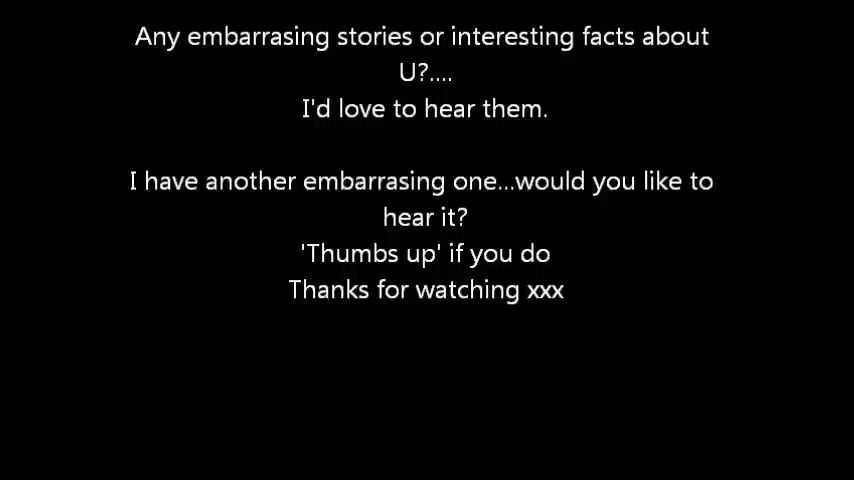 Any embarrasing stories or interesting facts about
U?....
I'd love to hear them.
I have another embarrasing one...would you like to
hear it?
'Thumbs up' if you do
Thanks for watching xxx